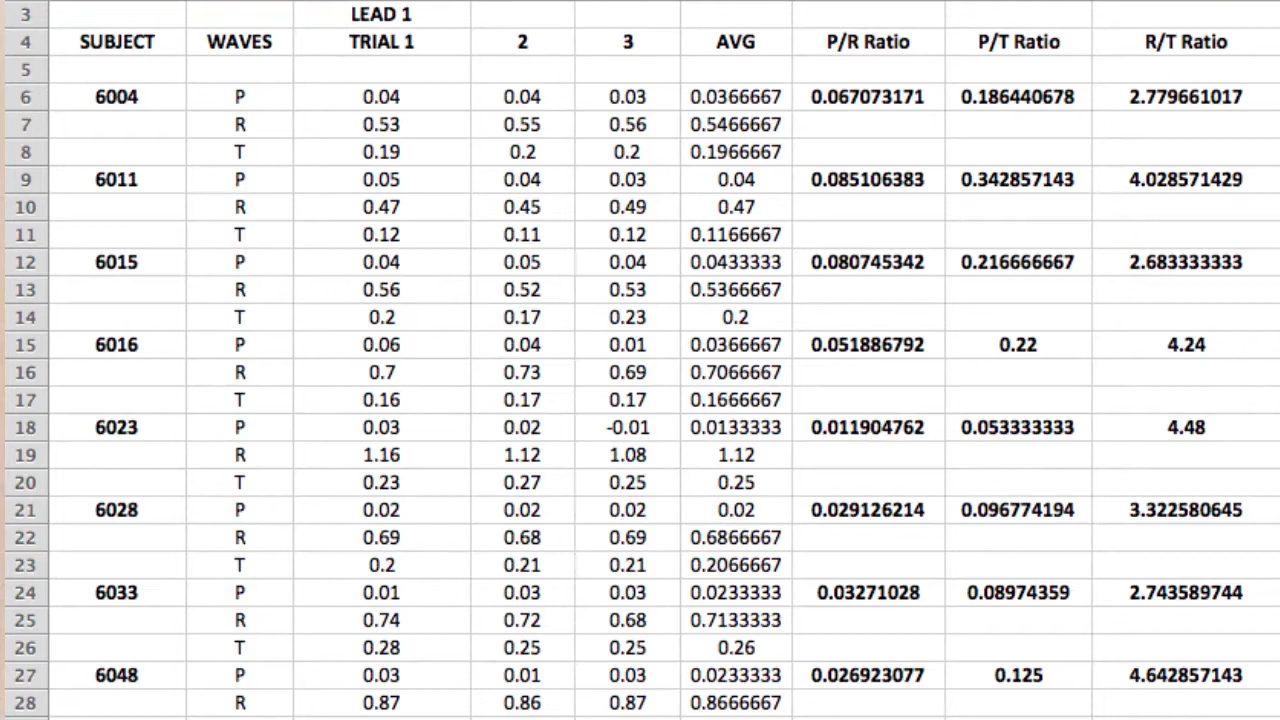 3 LEAD 1
4 SUBJECT WAVES TRIAL 1 2 3 AVG P/R Ratio P/T Ratio R/T Ratio
5
6 6004 P 0.04 0.04 0.03 0.0366667 0.067073171 0.186440678 2.779661017
7 R 0.53 0.55 0.56 0.5466667
8 T 0.19 0.2 0.2 0.1966667
9 6011 P 0.05 0.04 0.03 0.04 0.085106383 0.342857143 4.028571429
10 R 0.47 0.45 0.49 0.47
11 T 0.12 0.11 0.12 0.1166667
12 6015 P 0.04 0.05 0.04 0.0433333 0.080745342 0.216666667 2.683333333
13 R 0.56 0.52 0.53 0.5366667
14 T 0.2 0.17 0.23 0.2
15 6016 P 0.06 0.04 0.01 0.0366667 0.051886792 0.22 4.24
16 R 0.7 0.73 0.69 0.7066667
17 T 0.16 0.17 0.17 0.1666667
18 6023 P 0.03 0.02 -0.01 0.0133333 0.011904762 0.053333333 4.48
19 R 1.16 1.12 1.08 1.12
20 T 0.23 0.27 0.25 0.25
21 6028 P 0.02 0.02 0.02 0.02 0.029126214 0.096774194 3.322580645
22 R 0.69 0.68 0.69 0.6866667
23 T 0.2 0.21 0.21 0.2066667
24 6033 P 0.01 0.03 0.03 0.0233333 0.03271028 0.08974359 2.743589744
25 R 0.74 0.72 0.68 0.7133333
26 T 0.28 0.25 0.25 0.26
27 6048 P 0.03 0.01 0.03 0.0233333 0.026923077 0.125 4.642857143
28 R 0.87 0.86 0.87 0.8666667